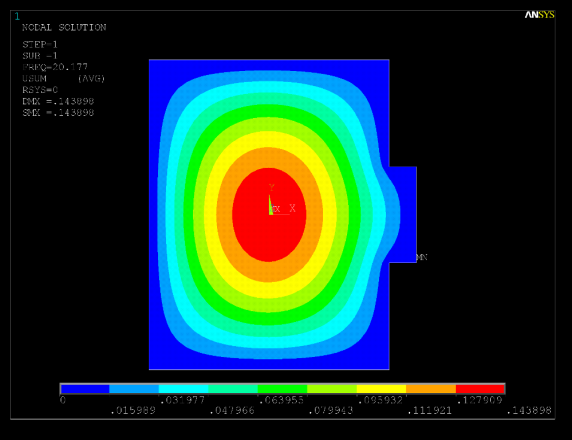 1
ANSYS
NODAL SOLUTION
STEP=1
SUB =1
FREQ=20.177
USUM (AVG)
RSYS=0
DMX =.143898
SMX =.143898
Y
X
MN
0 .031977 .063955 .095932 .127909
.015989 .047966 .079943 .111921 .143898